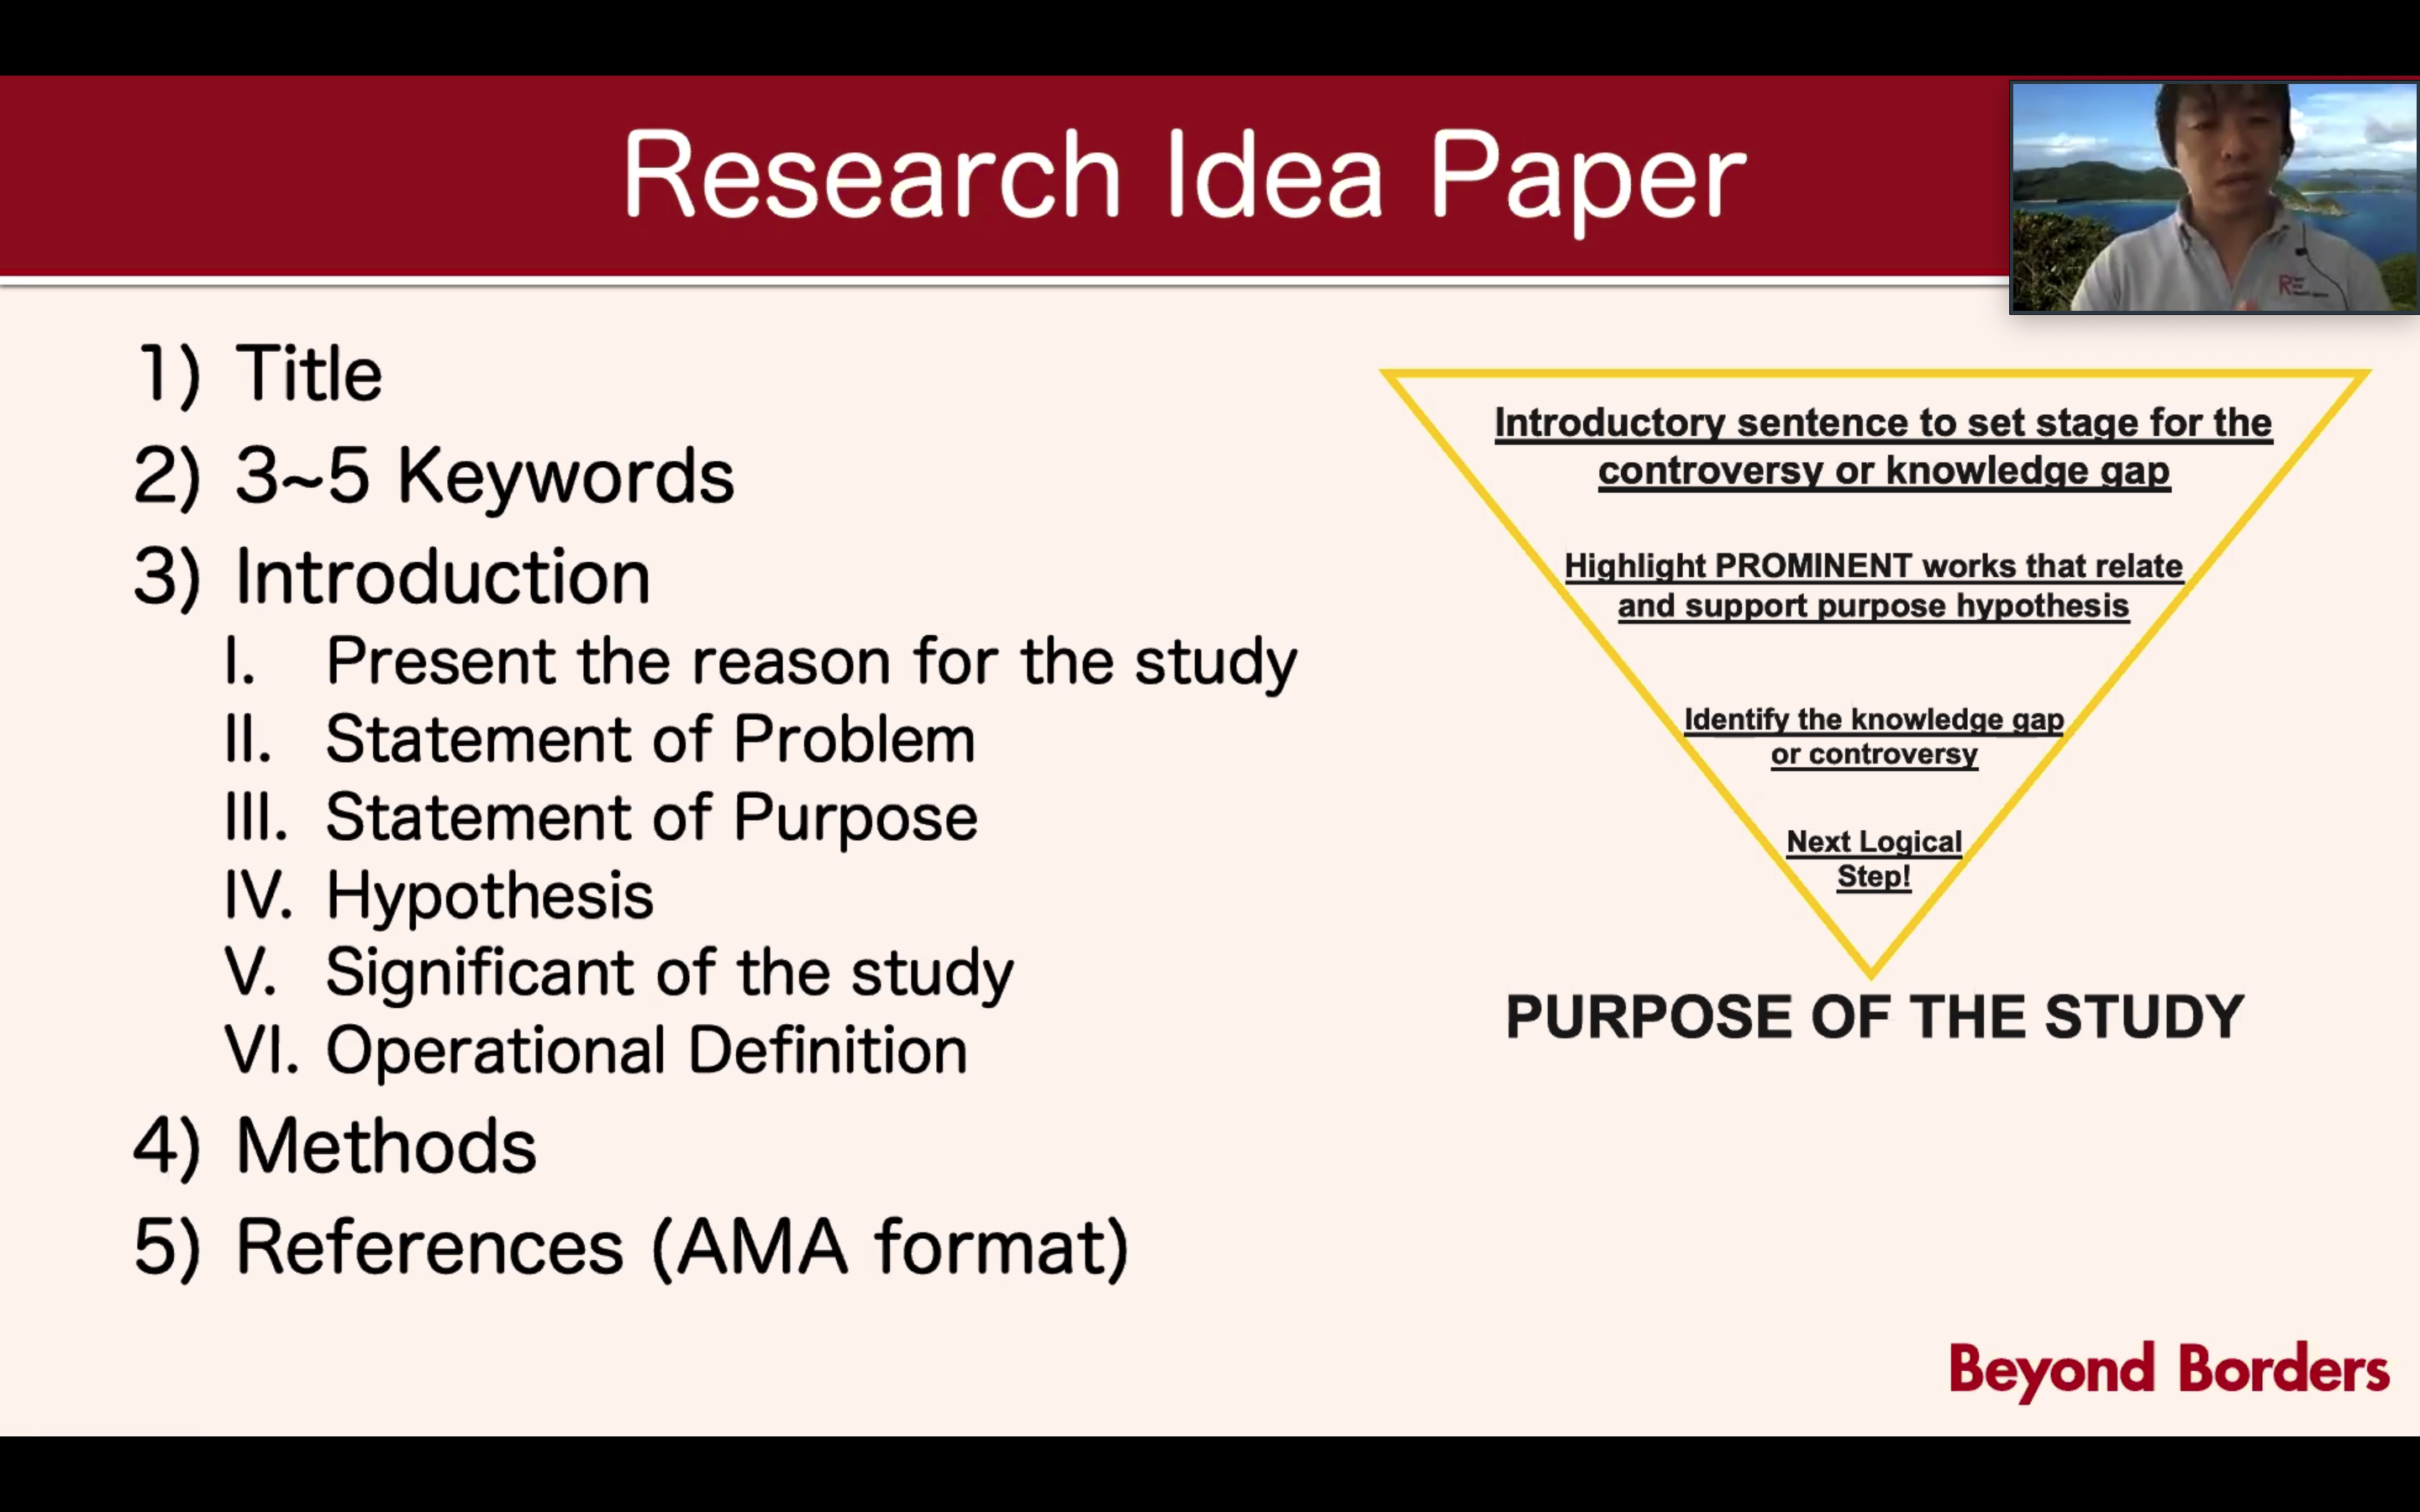 Research Idea Paper
1) Title
2) 3~5 Keywords
3) Introduction
I. Present the reason for the study
II. Statement of Problem
III. Statement of Purpose
IV. Hypothesis
V. Significant of the study
VI. Operational Definition
4) Methods
5) References (AMA format)
Introductory sentence to set stage for the
controversy or knowledge gap
Highlight PROMINENT works that relate
and support purpose hypothesis
Identify the knowledge gap
or controversy
Next Logical
Step!
PURPOSE OF THE STUDY
Beyond Borders